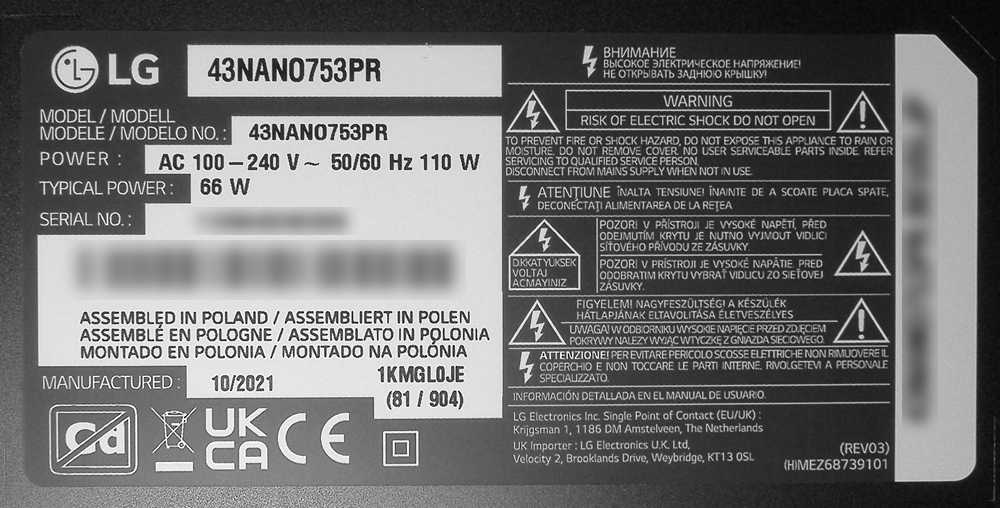 LG
43NANO753PR
MODEL / MODELL
MODELE / MODELO NO. : 43NANO753PR
POWER : AC 100 – 240 V ~ 50/60 Hz 110 W
TYPICAL POWER : 66 W
SERIAL NO. :
ASSEMBLED IN POLAND / ASSEMBLIERT IN POLEN
ASSEMBLÉ EN POLOGNE / ASSEMBLATO IN POLONIA
MONTADO EN POLONIA / MONTADO NA POLÓNIA
MANUFACTURED : 10/2021
1KMGL0JE
(81 / 904)
Cd
UK
CA
CE
ВНИМАНИЕ
ВЫСОКОЕ ЭЛЕКТРИЧЕСКОЕ НАПРЯЖЕНИЕ!
НЕ ОТКРЫВАТЬ ЗАДНЮЮ КРЫШКУ!
WARNING
RISK OF ELECTRIC SHOCK DO NOT OPEN
TO PREVENT FIRE OR SHOCK HAZARD, DO NOT EXPOSE THIS APPLIANCE TO RAIN OR
MOISTURE. DO NOT REMOVE COVER. NO USER SERVICEABLE PARTS INSIDE. REFER
SERVICING TO QUALIFIED SERVICE PERSON.
DISCONNECT FROM MAINS SUPPLY WHEN NOT IN USE.
ATENȚIUNE ÎNALTA TENSIUNE! ÎNAINTE DE A SCOATE PLACA SPATE,
DECONECTAȚI ALIMENTAREA DE LA REȚEA
DIKKAT YUKSEK
VOLTAJ
ACMAYINIZ
POZOR! V PŘÍSTROJI JE VYSOKÉ NAPĚTÍ, PŘED
ODEJMUTÍM KRYTU JE NUTNO VYJMOUT VIDLICI
SÍŤOVÉHO PŘÍVODU ZE ZÁSUVKY.
POZOR! V PRÍSTROJI JE VYSOKÉ NAPÄTIE. PRED
ODOBRATIM KRYTU VYBRAŤ VIDLICU ZO SIEŤOVEJ
ZÁSUVKY.
FIGYELEM! NAGYFESZÜLTSÉG! A KÉSZÜLÉK
HÁTLAPJÁNAK ELTAVOLÍTÁSA ÉLETVESZÉLYES
UWAGA! W ODBIORNIKU WYSOKIE NAPIĘCIE PRZED ZDJĘCIEM
POKRYWY NALEŻY WYJĄĆ WTYCZKĘ Z GNIAZDA SIECIOWEGO.
ATTENZIONE! PER EVITARE PERICOLO SCOSSE ELETTRICHE NON RIMUOVERE IL
COPERCHIO E NON TOCCARE LE PARTI INTERNE. RIVOLGETEVI A PERSONALE
SPECIALIZZATO.
INFORMACIÓN DETALLADA EN EL MANUAL DE USUARIO.
LG Electronics Inc. Single Point of Contact (EU/UK) :
Krijgsman 1, 1186 DM Amstelveen, The Netherlands
UK Importer : LG Electronics U.K. Ltd,
Velocity 2, Brooklands Drive, Weybridge, KT13 0SL
(REV03)
(H)MEZ68739101